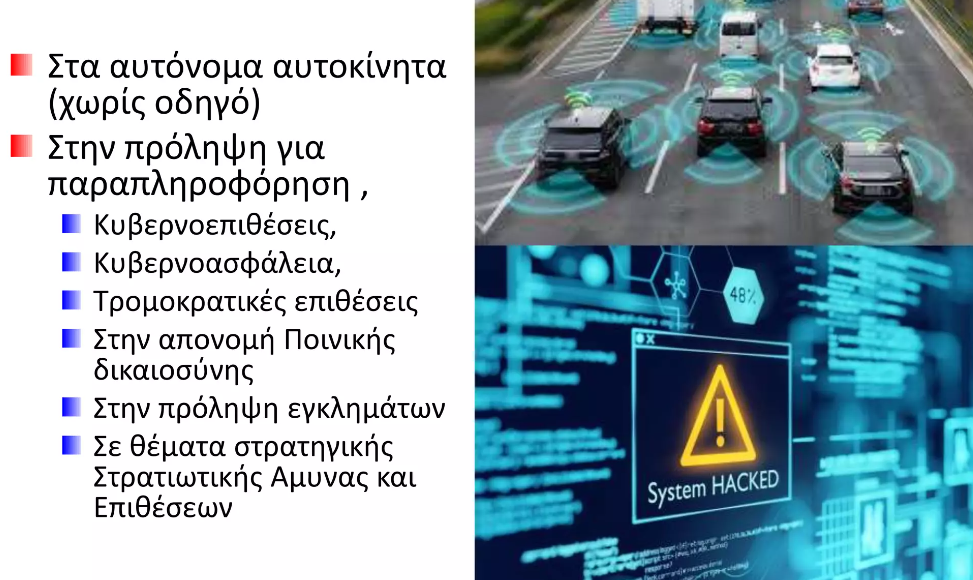 Στα αυτόνομα αυτοκίνητα
(χωρίς οδηγό)
Στην πρόληψη για
παραπληροφόρηση ,
Κυβερνοεπιθέσεις,
Κυβερνοασφάλεια,
Τρομοκρατικές επιθέσεις
Στην απονομή Ποινικής
δικαιοσύνης
Στην πρόληψη εγκλημάτων
Σε θέματα στρατηγικής
Στρατιωτικής Αμυνας και
Επιθέσεων
48%
System HACKED